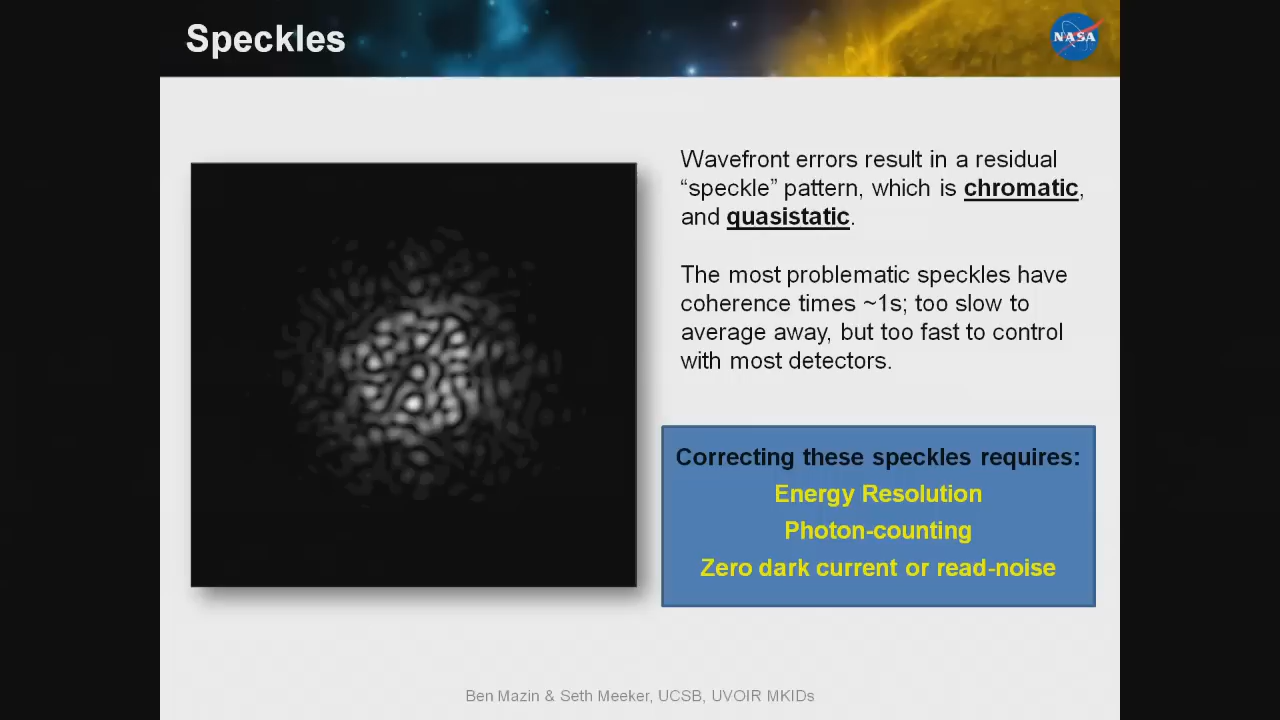 Speckles
NASA
Wavefront errors result in a residual
“speckle” pattern, which is chromatic,
and quasistatic.
The most problematic speckles have
coherence times ~1s; too slow to
average away, but too fast to control
with most detectors.
Correcting these speckles requires:
Energy Resolution
Photon-counting
Zero dark current or read-noise
Ben Mazin & Seth Meeker, UCSB, UVOIR MKIDs